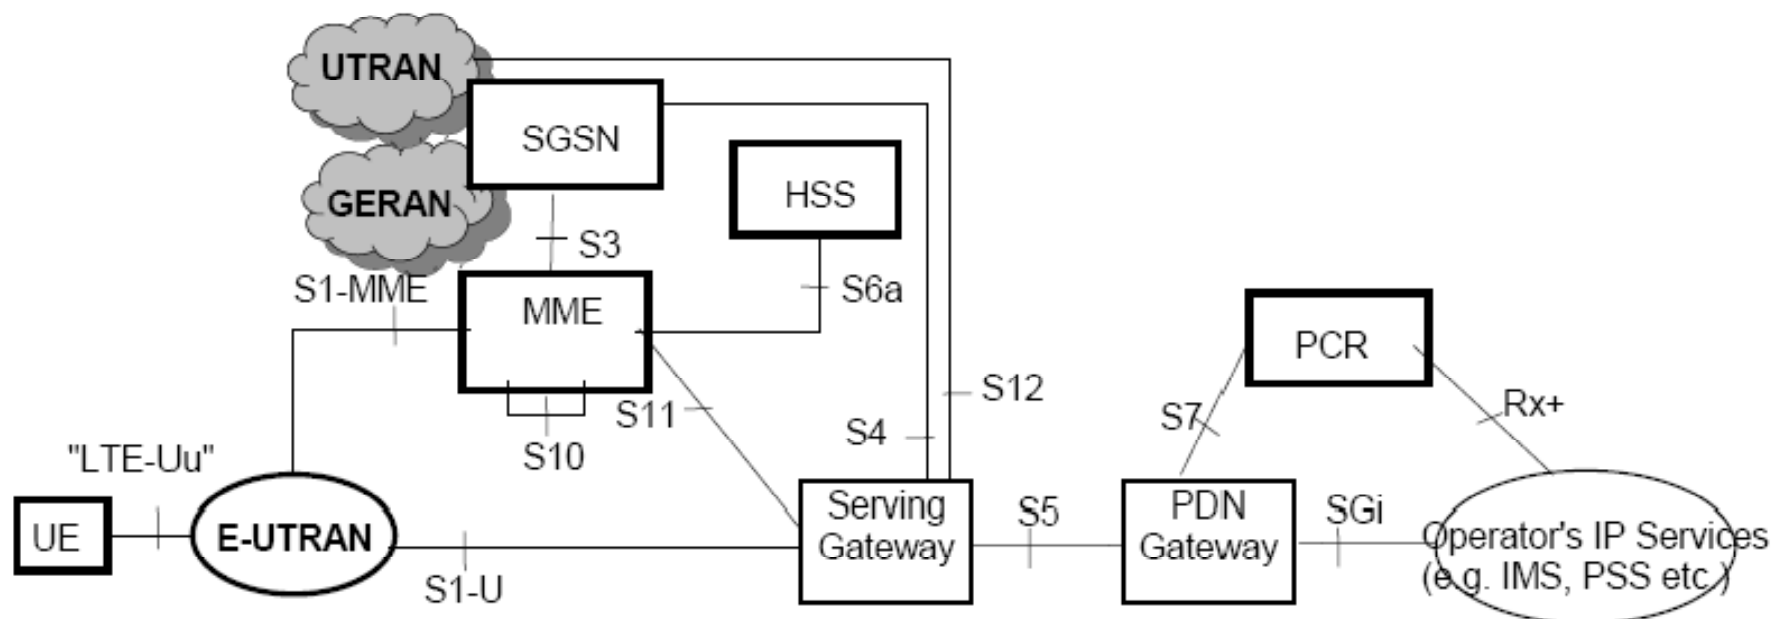 UTRAN
SGSN
HSS
GERAN
S3
S1-MME
S6a
MME
PCR
S12
S11
S7
Rx+
S4
S10
"LTE-Uu"
Serving
Gateway
PDN
Gateway
S5
SGi
UE
E-UTRAN
Operator's IP Services
(e.g. IMS, PSS etc.)
S1-U